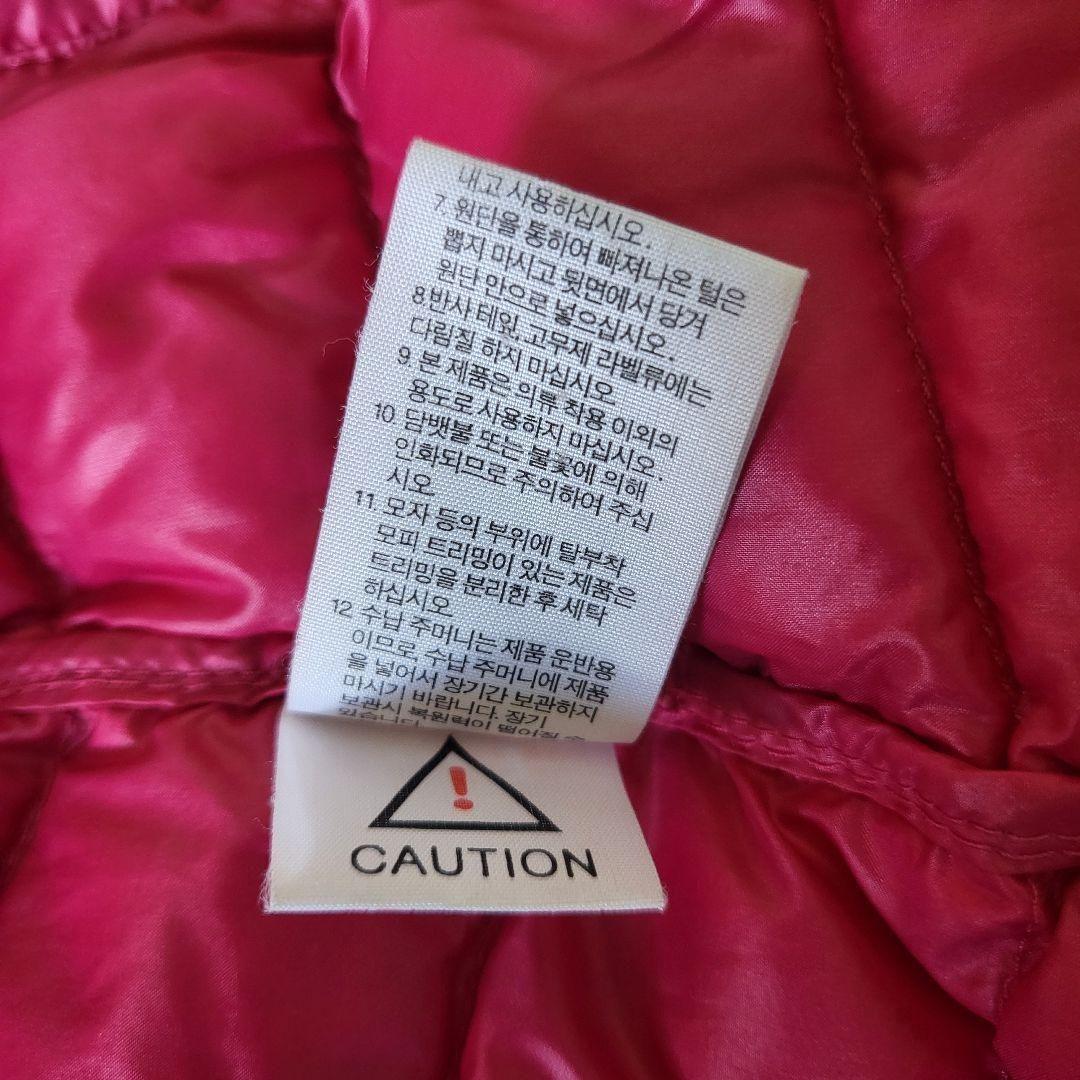 내고 사용하십시오.
7. 원단을 통하여 빠져나온 털은
뽑지 마시고 뒷면에서 당겨
원단 안으로 넣으십시오.
8.반사 테잎, 고무제 라벨류에는
다림질 하지 마십시오
9. 본 제품은 의류 착용 이외의
용도로 사용하지 마십시오.
10. 담뱃불 또는 불꽃에 의해
인화되므로 주의하여 주십
시오
11. 모자 등의 부위에 탈부착
모피 트리밍이 있는 제품은
트리밍을 분리한 후 세탁
하십시오
12. 수납 주머니는 제품 운반용
이므로, 수납 주머니에 제품
을 넣어서 장기간 보관하지
마시기 바랍니다. 장기
보관시 복원력이 떨어질 수
있습니다
CAUTION